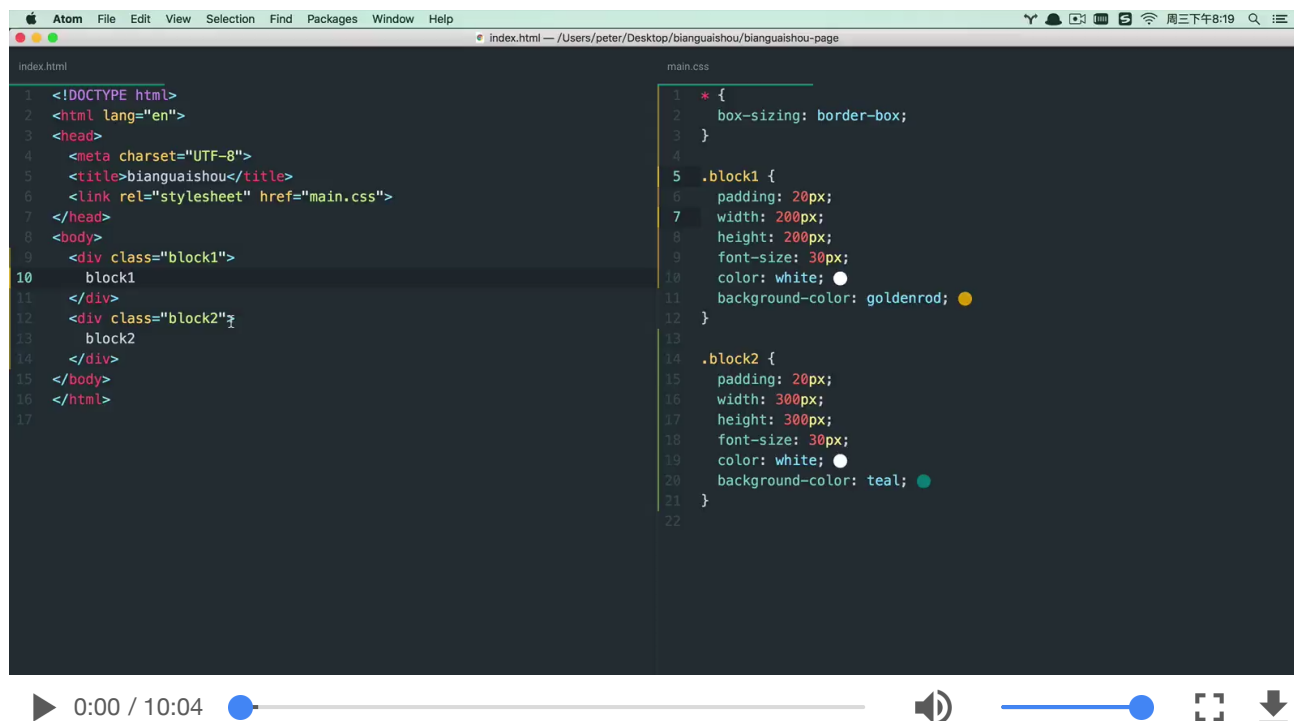 Atom File Edit View Selection Find Packages Window Help 周三下午8:19
index.html — /Users/peter/Desktop/bianguaishou/bianguaishou-page
index.html
1 <!DOCTYPE html>
2 <html lang="en">
3 <head>
4 <meta charset="UTF-8">
5 <title>bianguaishou</title>
6 <link rel="stylesheet" href="main.css">
7 </head>
8 <body>
9 <div class="block1">
10 block1
11 </div>
12 <div class="block2">
13 block2
14 </div>
15 </body>
16 </html>
17
main.css
1 * {
2 box-sizing: border-box;
3 }
4
5 .block1 {
6 padding: 20px;
7 width: 200px;
8 height: 200px;
9 font-size: 30px;
10 color: white;
11 background-color: goldenrod;
12 }
13
14 .block2 {
15 padding: 20px;
16 width: 300px;
17 height: 300px;
18 font-size: 30px;
19 color: white;
20 background-color: teal;
21 }
22
0:00 / 10:04